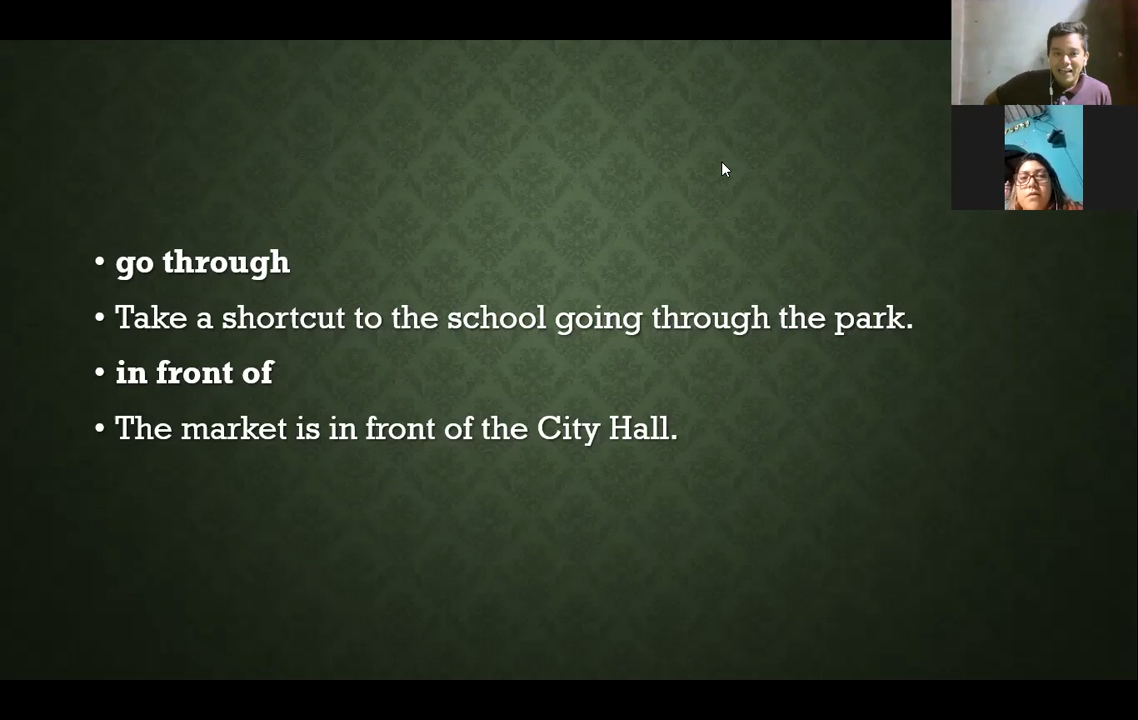 • go through
• Take a shortcut to the school going through the park.
• in front of
• The market is in front of the City Hall.